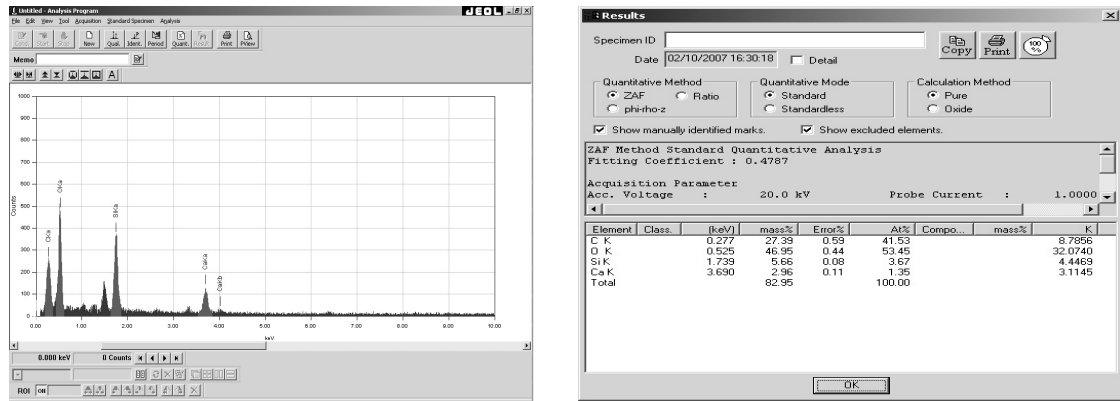 Untitled - Analysis Program
JEOL
File Edit View Tool Acquisition Standard Specimen Analysis
Cond. Start Stop New Qual. Ident. Period Quant. Result Print PView
Memo
A
1000
900
800
700
600
500
400
300
200
100
0
Counts
CKa
OKa
SiKa
CaKa
CaKb
0.00 1.00 2.00 3.00 4.00 5.00 6.00 7.00 8.00 9.00 10.00
keV
0.000 keV 0 Counts
ROI Off
Results
Specimen ID
Copy Print 100 %
Date 02/10/2007 16:30:18 Detail
Quantitative Method Quantitative Mode Calculation Method
ZAF Ratio Standard Pure
phi-rho-z Standardless Oxide
Show manually identified marks. Show excluded elements.
ZAF Method Standard Quantitative Analysis
Fitting Coefficient : 0.4787
Acquisition Parameter
Acc. Voltage : 20.0 kV Probe Current : 1.0000
Element Class. (keV) mass% Error% At% Compo... mass% K
C K 0.277 27.39 0.59 41.53 8.7856
O K 0.525 46.95 0.44 53.45 32.0740
Si K 1.739 5.66 0.08 3.67 4.4469
Ca K 3.690 2.96 0.11 1.35 3.1145
Total 82.95 100.00
OK